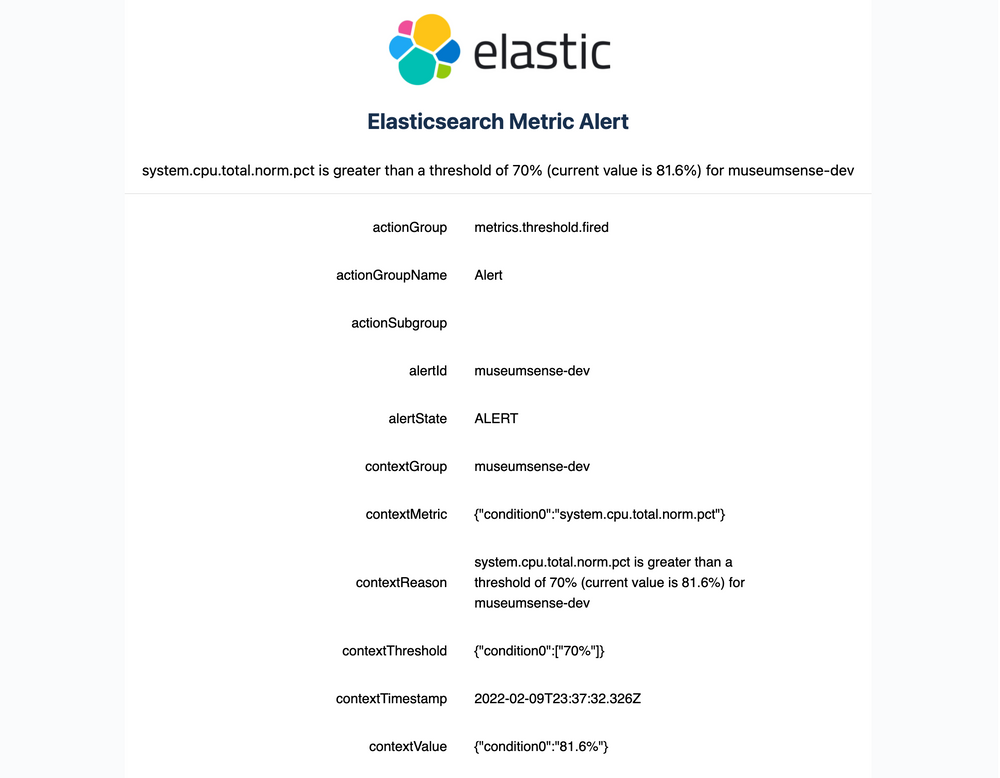 elastic
Elasticsearch Metric Alert
system.cpu.total.norm.pct is greater than a threshold of 70% (current value is 81.6%) for museumsense-dev
actionGroup metrics.threshold.fired
actionGroupName Alert
actionSubgroup
alertId museumsense-dev
alertState ALERT
contextGroup museumsense-dev
contextMetric {"condition0":"system.cpu.total.norm.pct"}
contextReason system.cpu.total.norm.pct is greater than a
threshold of 70% (current value is 81.6%) for
museumsense-dev
contextThreshold {"condition0":["70%"]}
contextTimestamp 2022-02-09T23:37:32.326Z
contextValue {"condition0":"81.6%"}